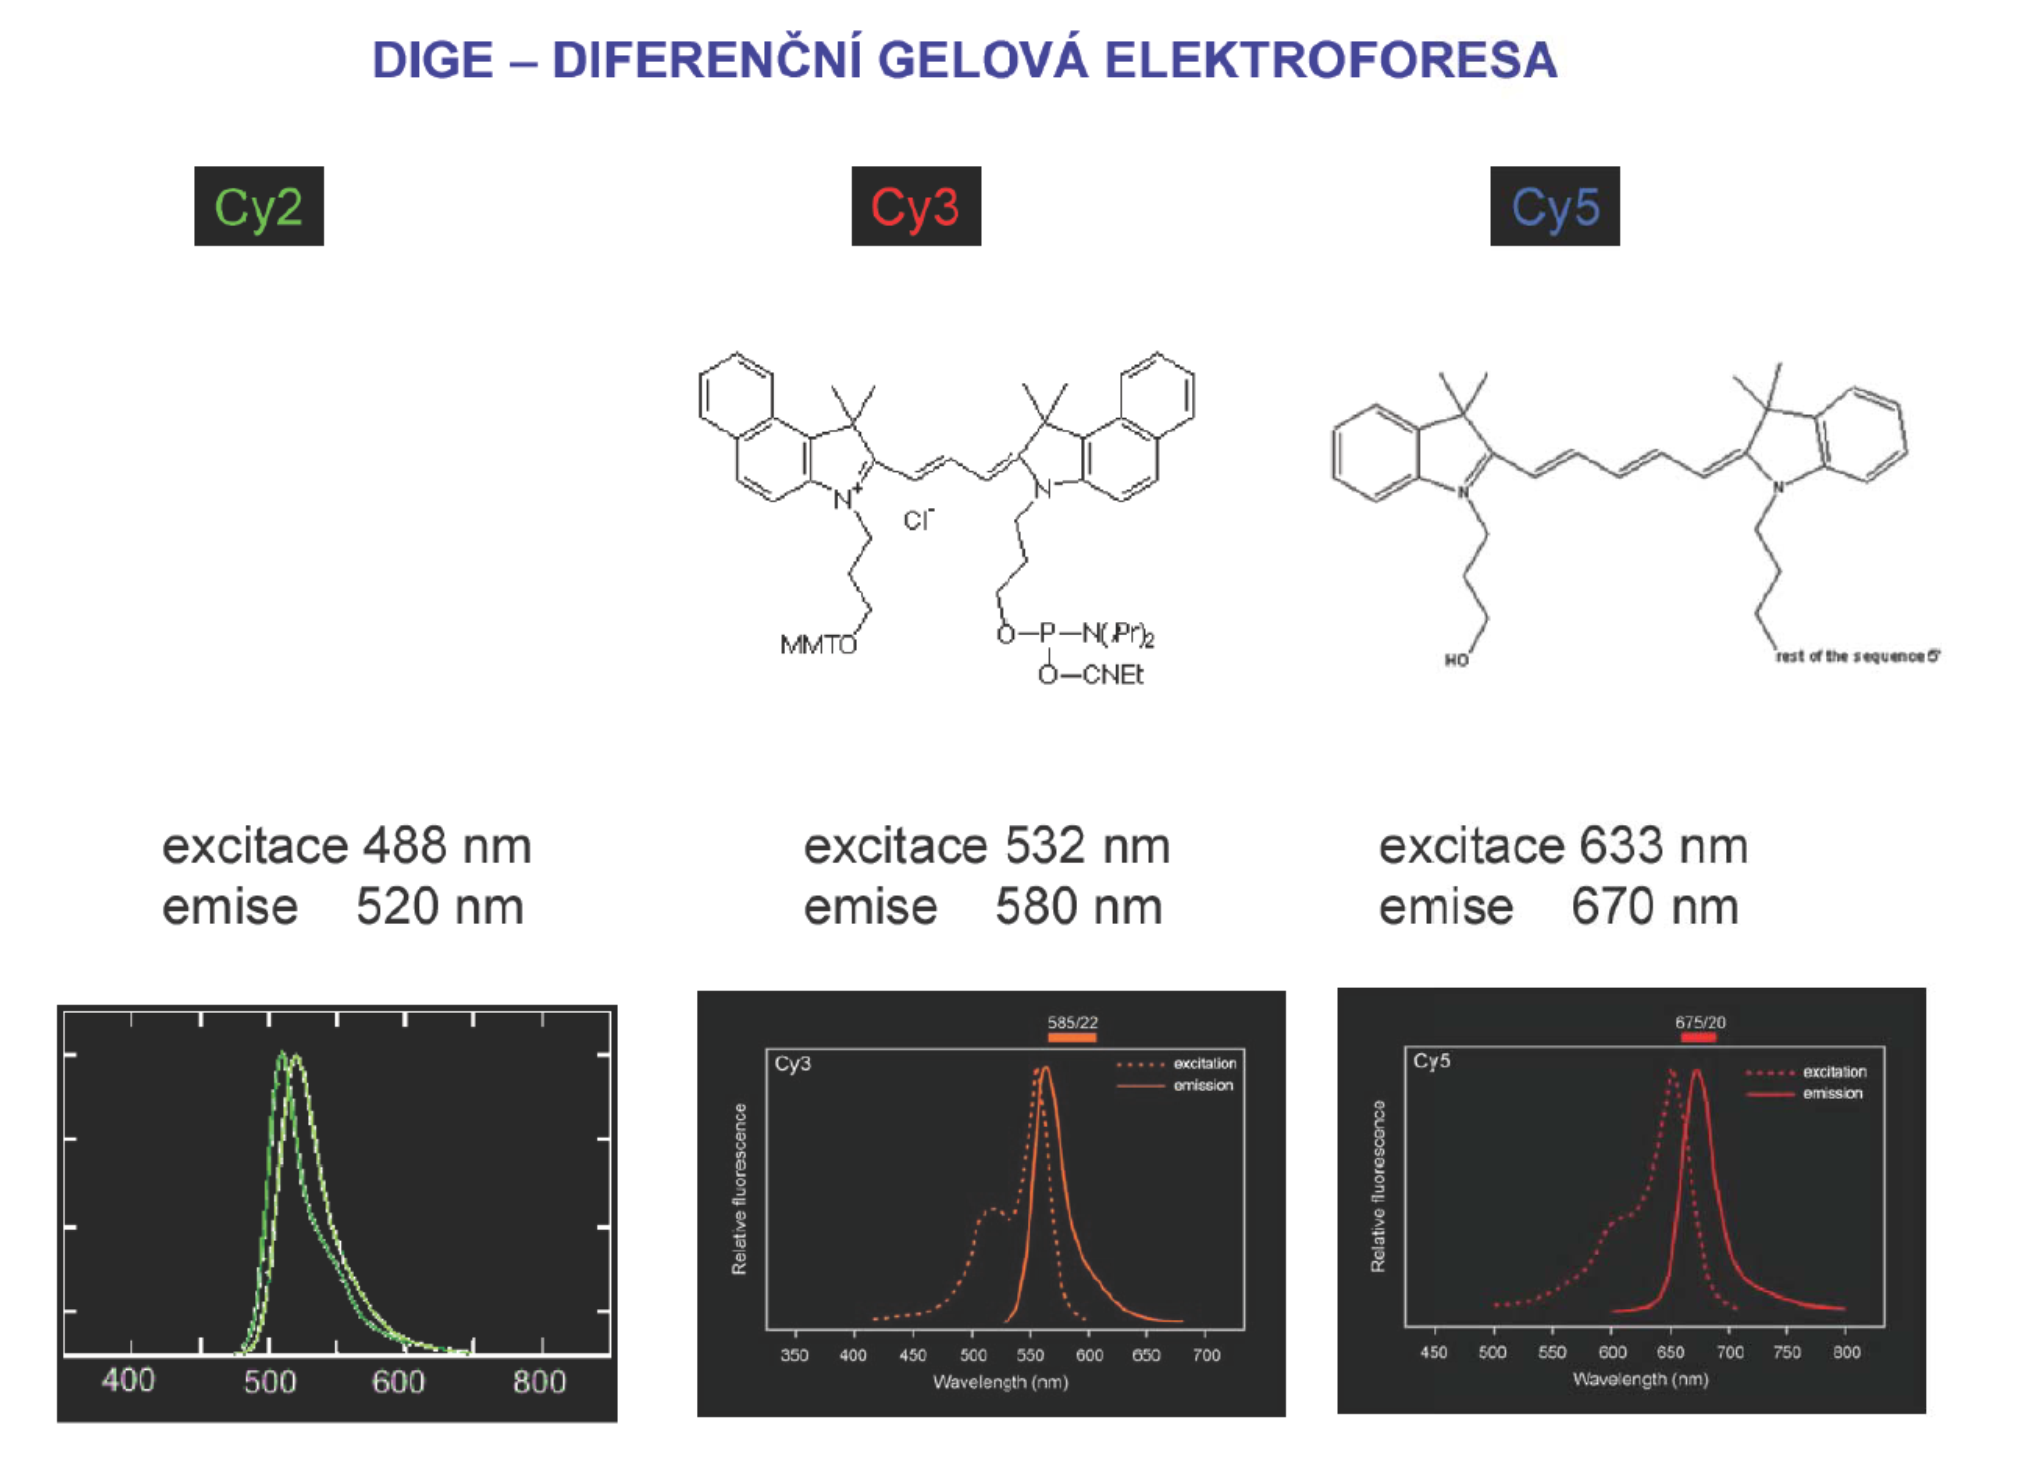 DIGE – DIFERENČNÍ GELOVÁ ELEKTROFORESA
Cy2
Cy3
Cy5
N⁺
N
Cl⁻
MMTO
O–P–N(iPr)₂
O–CNEt
N
N
HO
rest of the sequence 5'
excitace 488 nm
emise 520 nm
excitace 532 nm
emise 580 nm
excitace 633 nm
emise 670 nm
400 500 600 800
585/22
Cy3
excitation
emission
Relative fluorescence
350 400 450 500 550 600 650 700
Wavelength (nm)
675/20
Cy5
excitation
emission
Relative fluorescence
450 500 550 600 650 700 750 800
Wavelength (nm)